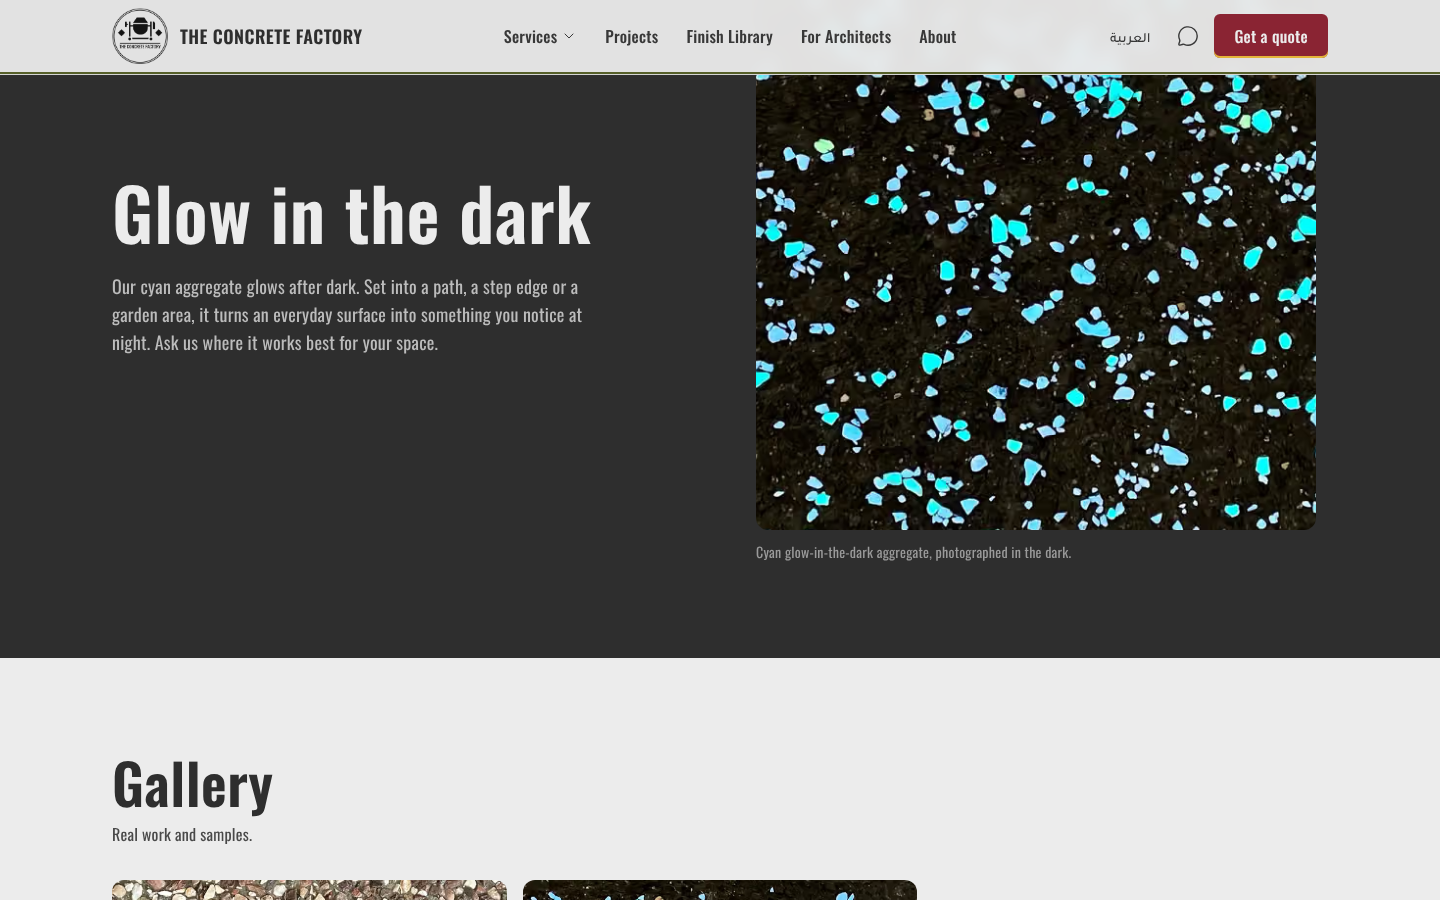 THE CONCRETE FACTORY
THE CONCRETE FACTORY
Services
Projects
Finish Library
For Architects
About
العربية
Get a quote
Glow in the dark
Our cyan aggregate glows after dark. Set into a path, a step edge or a
garden area, it turns an everyday surface into something you notice at
night. Ask us where it works best for your space.
Cyan glow-in-the-dark aggregate, photographed in the dark.
Gallery
Real work and samples.